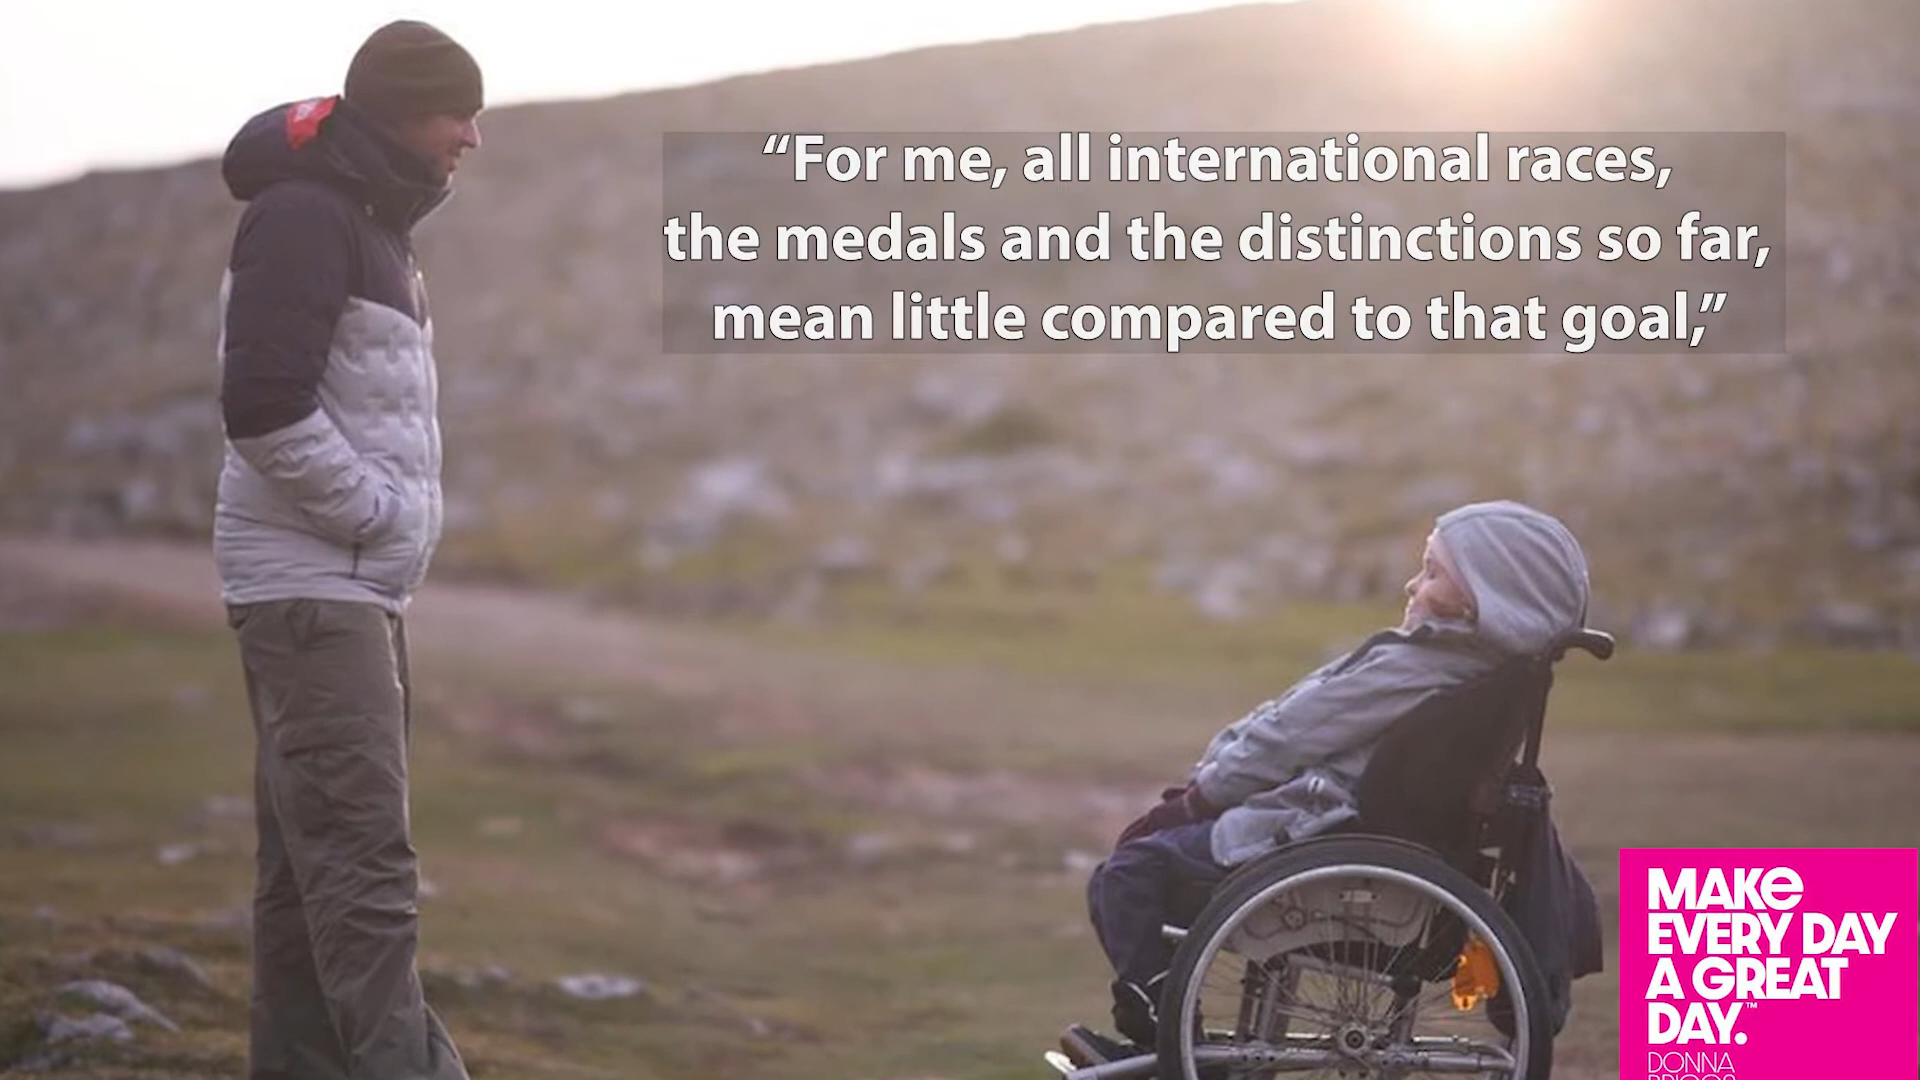 “For me, all international races,
the medals and the distinctions so far,
mean little compared to that goal,”
MAKe
EVERY DAY
A GREAT
DAY.™
DONNA